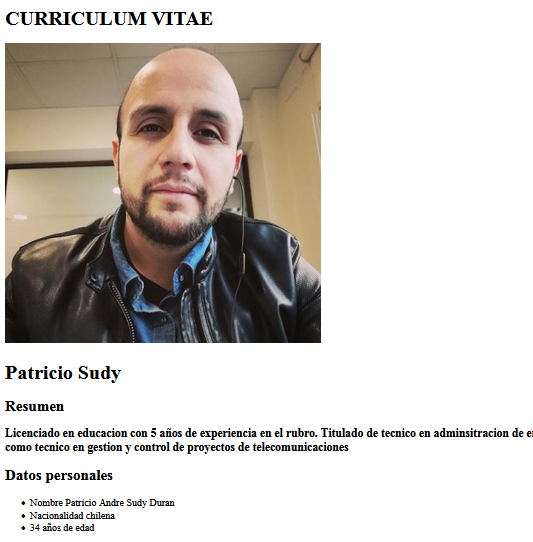 CURRICULUM VITAE
Patricio Sudy
Resumen
Licenciado en educacion con 5 años de experiencia en el rubro. Titulado de tecnico en adminsitracion de
como tecnico en gestion y control de proyectos de telecomunicaciones
Datos personales
Nombre Patricio Andre Sudy Duran
Nacionalidad chilena
34 años de edad